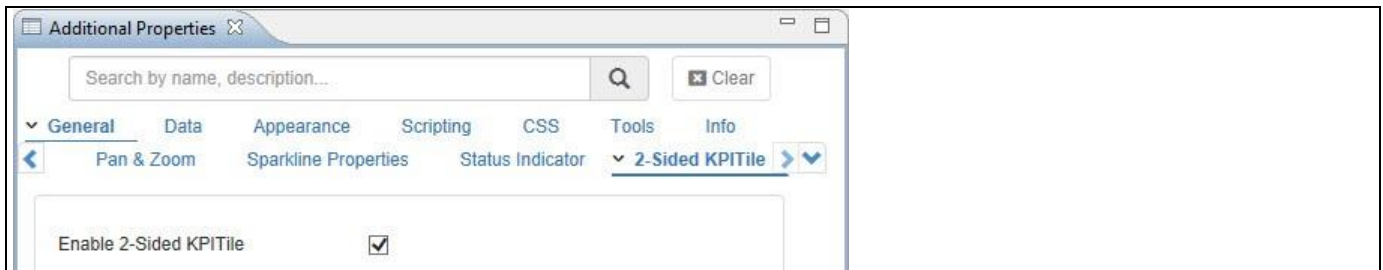 Additional Properties
Search by name, description...
Clear
General Data Appearance Scripting CSS Tools Info
Pan & Zoom Sparkline Properties Status Indicator 2-Sided KPITile
Enable 2-Sided KPITile